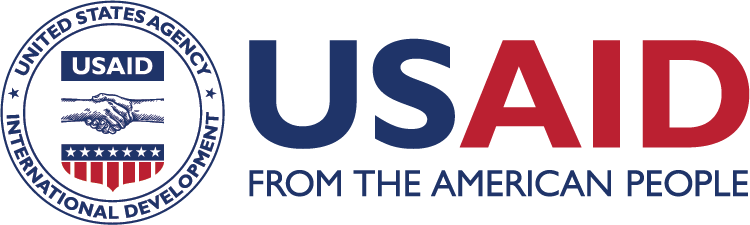 UNITED STATES AGENCY
USAID
INTERNATIONAL DEVELOPMENT
USAID
FROM THE AMERICAN PEOPLE